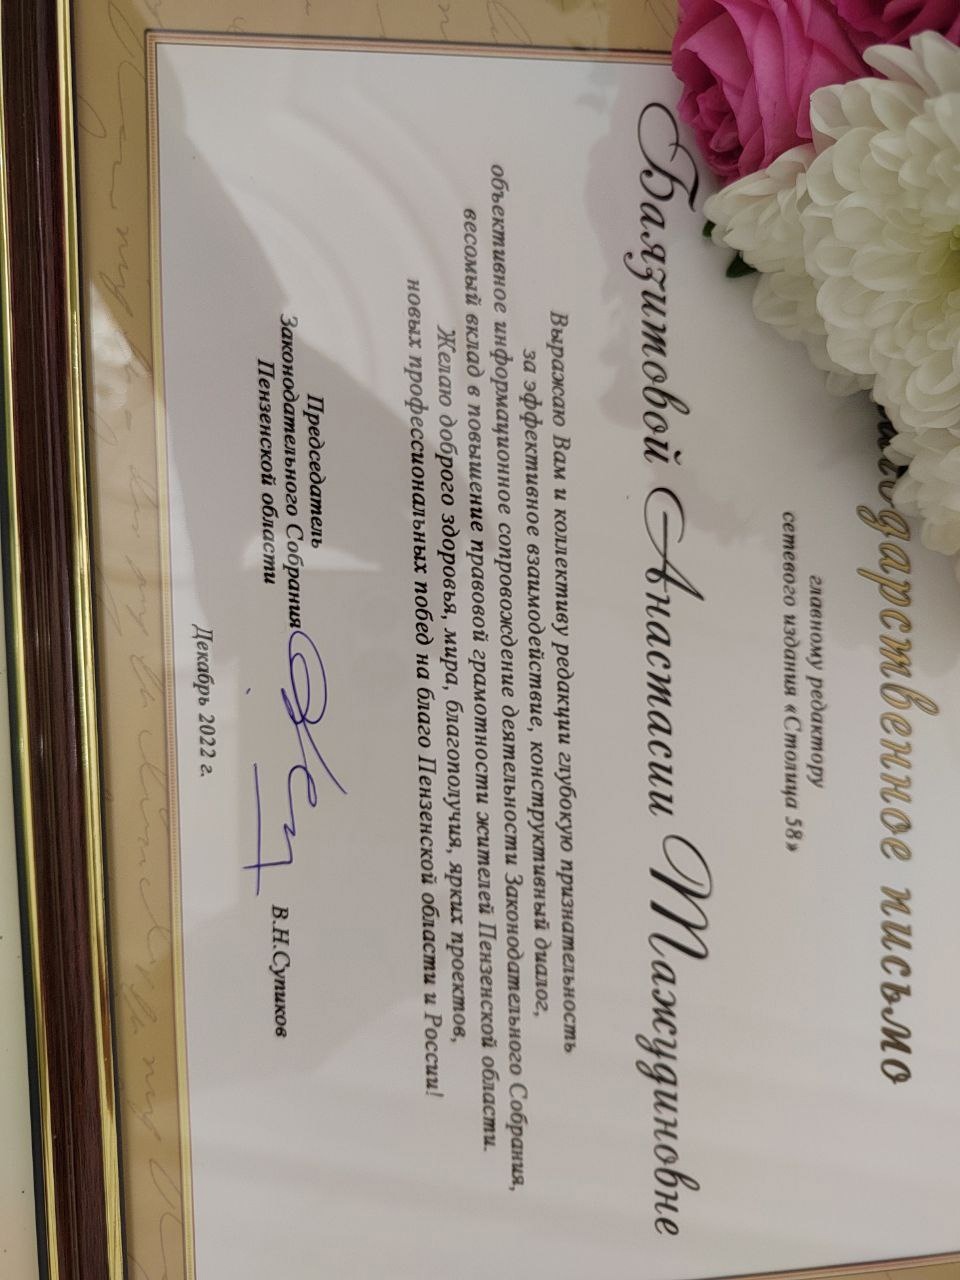 письмо
главному редактору
сетевого издания «Столица 58»
Баязитовой Анастасии Тажудиновне
Выражаю Вам и коллективу редакции глубокую признательность
за эффективное взаимодействие, конструктивный диалог,
объективное информационное сопровождение деятельности Законодательного Собрания,
весомый вклад в повышение правовой грамотности жителей Пензенской области.
Желаю доброго здоровья, мира, благополучия, ярких проектов,
новых профессиональных побед на благо Пензенской области и России!
Председатель
Законодательного Собрания
Пензенской области
В.Н.Супиков
Декабрь 2022 г.